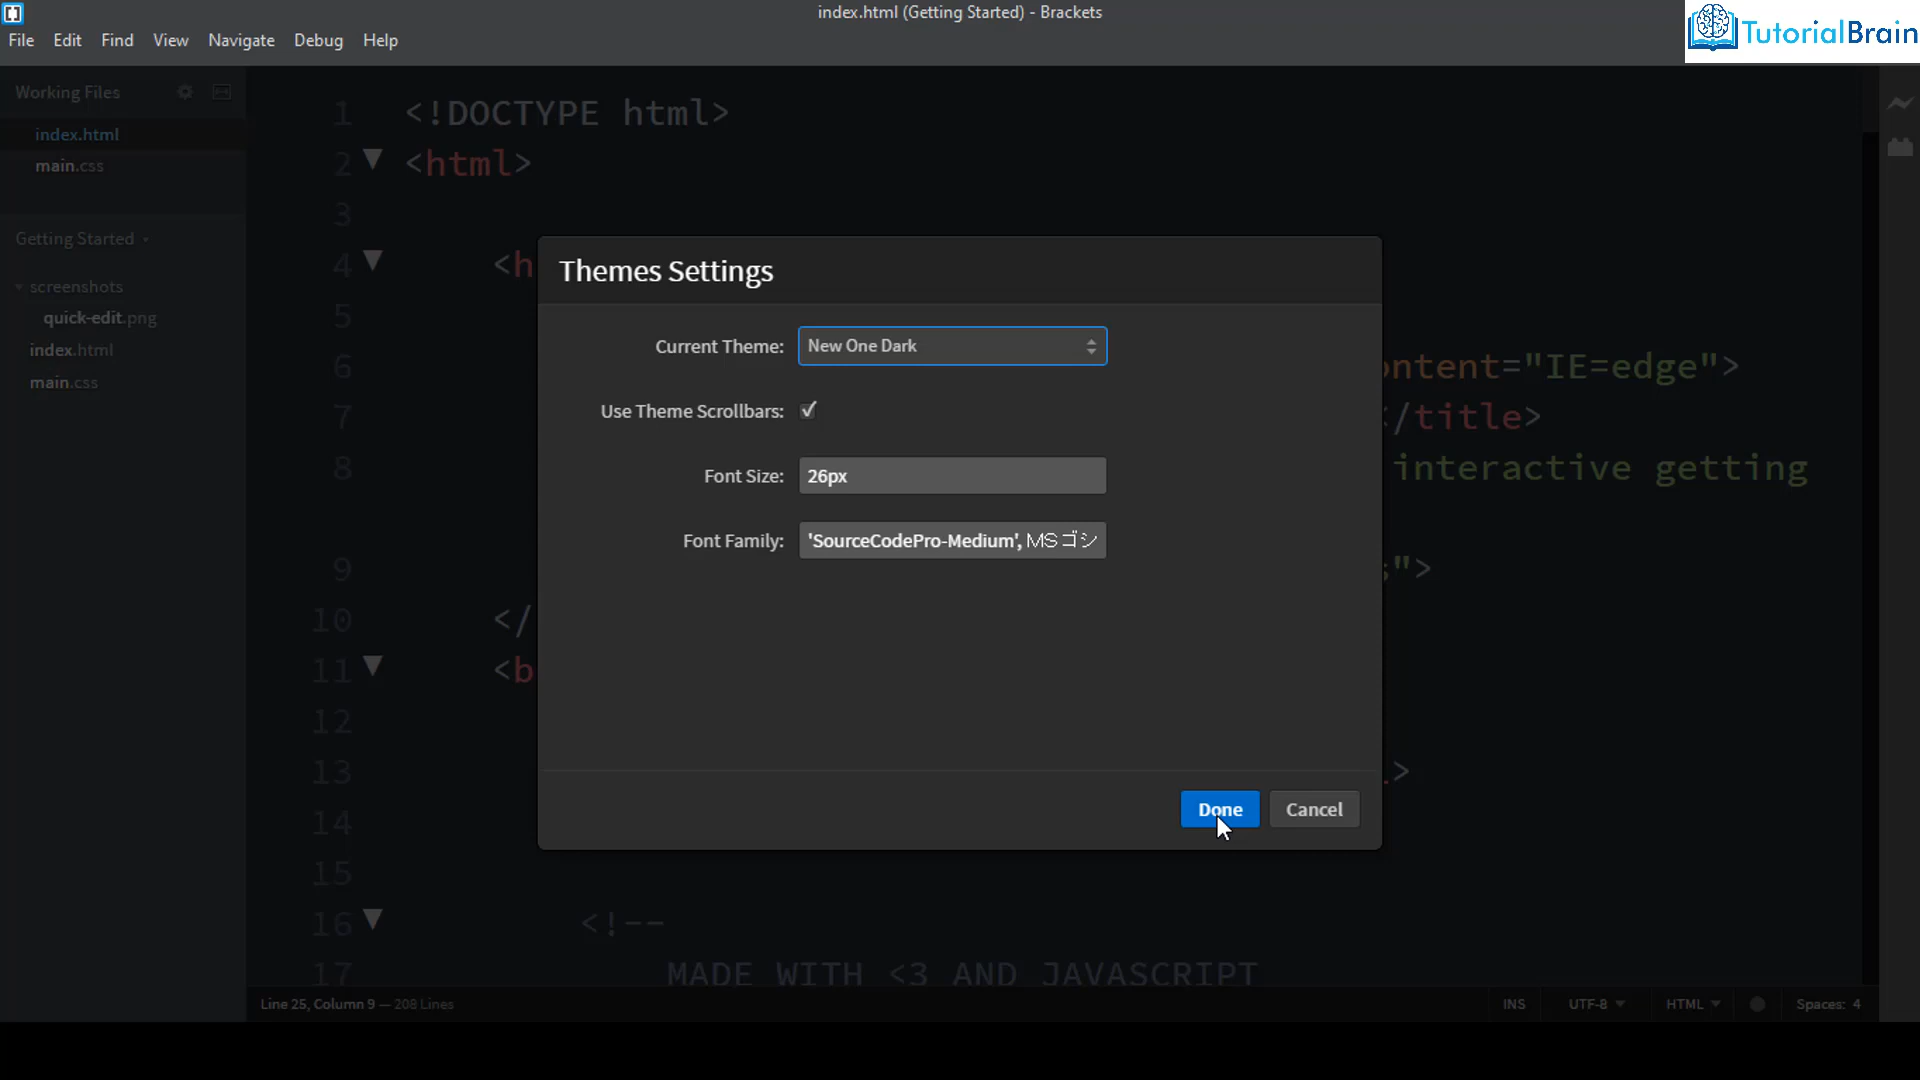 index.html (Getting Started) - Brackets
TutorialBrain
File Edit Find View Navigate Debug Help
Working Files
index.html
main.css
Getting Started
screenshots
quick-edit.png
index.html
main.css
1 <!DOCTYPE html>
2 <html>
3
4 <h
5
6 ontent="IE=edge">
7 </title>
8 interactive getting
9 s">
10 </
11 <b
12
13 >
14
15
16 <!--
17 MADE WITH <3 AND JAVASCRIPT
Themes Settings
Current Theme: New One Dark
Use Theme Scrollbars:
Font Size: 26px
Font Family: 'SourceCodePro-Medium', MS ゴシ
Done Cancel
Line 25, Column 9 — 208 Lines
INS UTF-8 HTML Spaces: 4